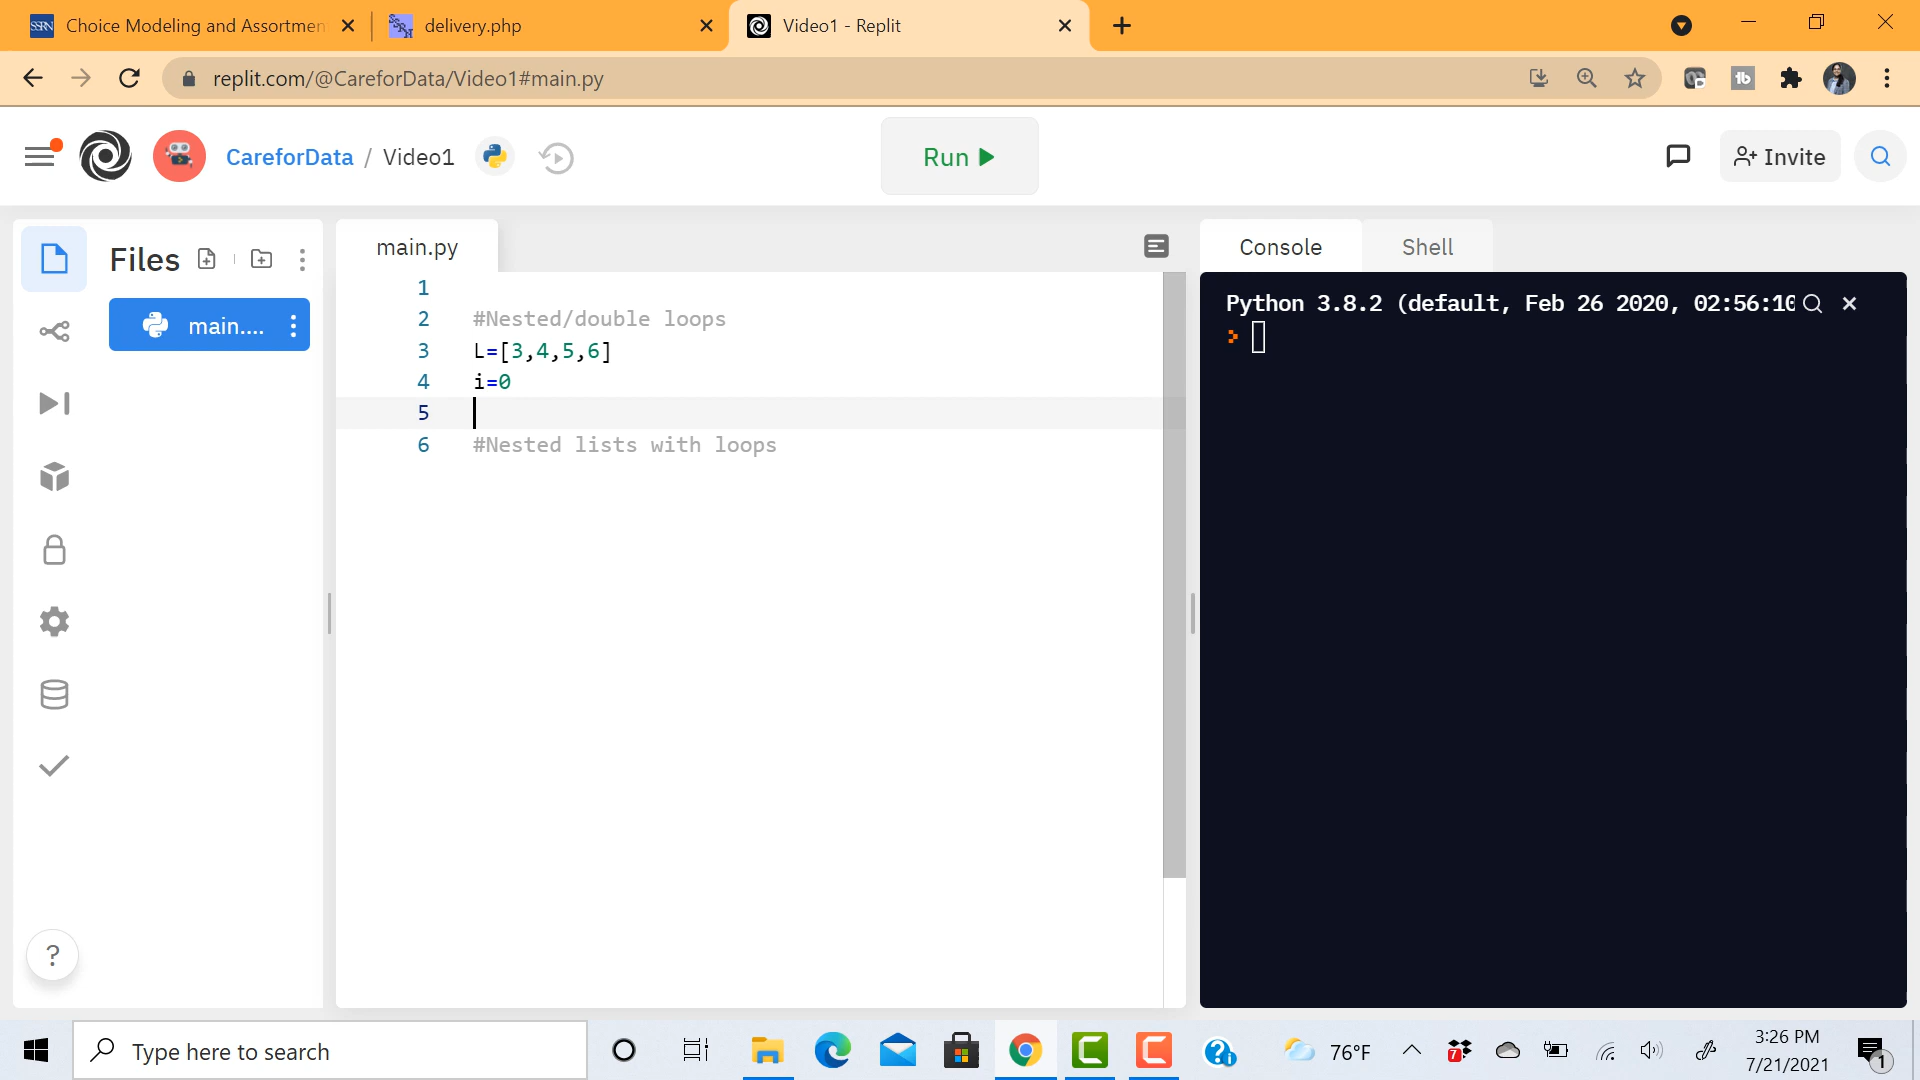 SSRN Choice Modeling and Assortmen
delivery.php
Video1 - Replit
replit.com/@CareforData/Video1#main.py
CareforData / Video1
Run
Invite
Files
main....
main.py
Console
Shell
1
2 #Nested/double loops
3 L=[3,4,5,6]
4 i=0
5
6 #Nested lists with loops
Python 3.8.2 (default, Feb 26 2020, 02:56:10
?
Type here to search
76°F
7
3:26 PM
7/21/2021
1